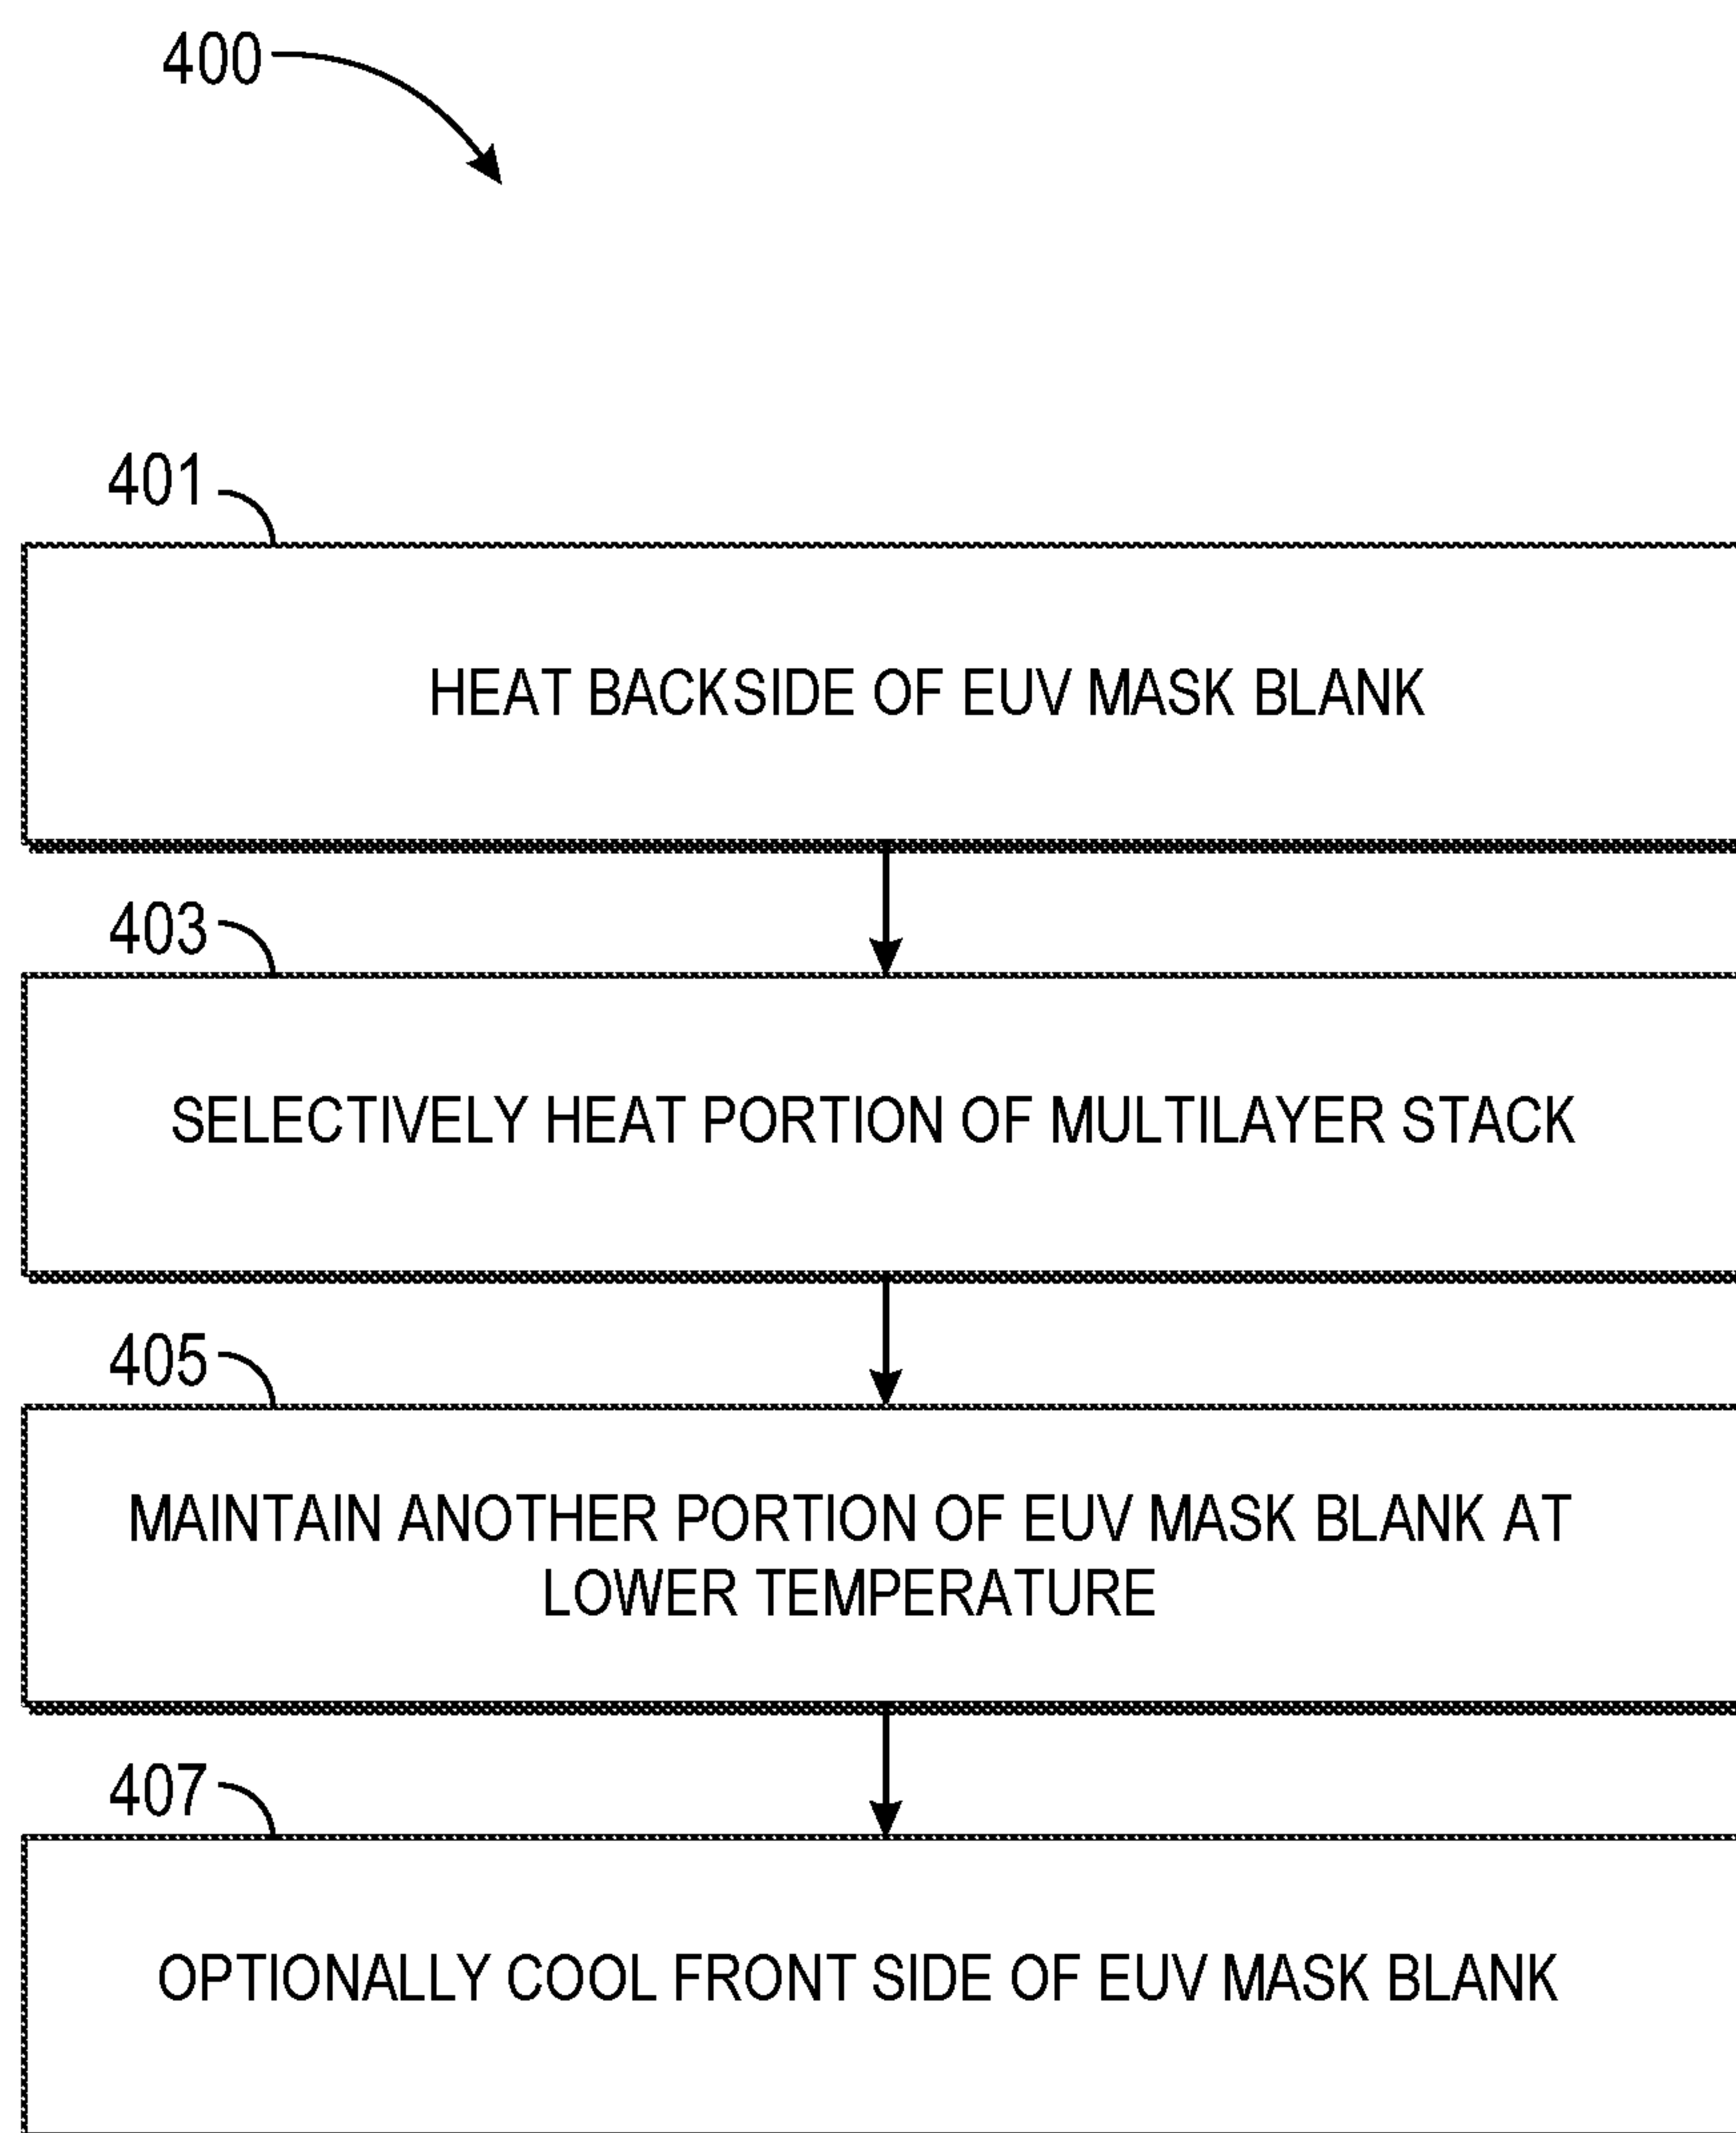 400
401
HEAT BACKSIDE OF EUV MASK BLANK
403
SELECTIVELY HEAT PORTION OF MULTILAYER STACK
405
MAINTAIN ANOTHER PORTION OF EUV MASK BLANK AT
LOWER TEMPERATURE
407
OPTIONALLY COOL FRONT SIDE OF EUV MASK BLANK